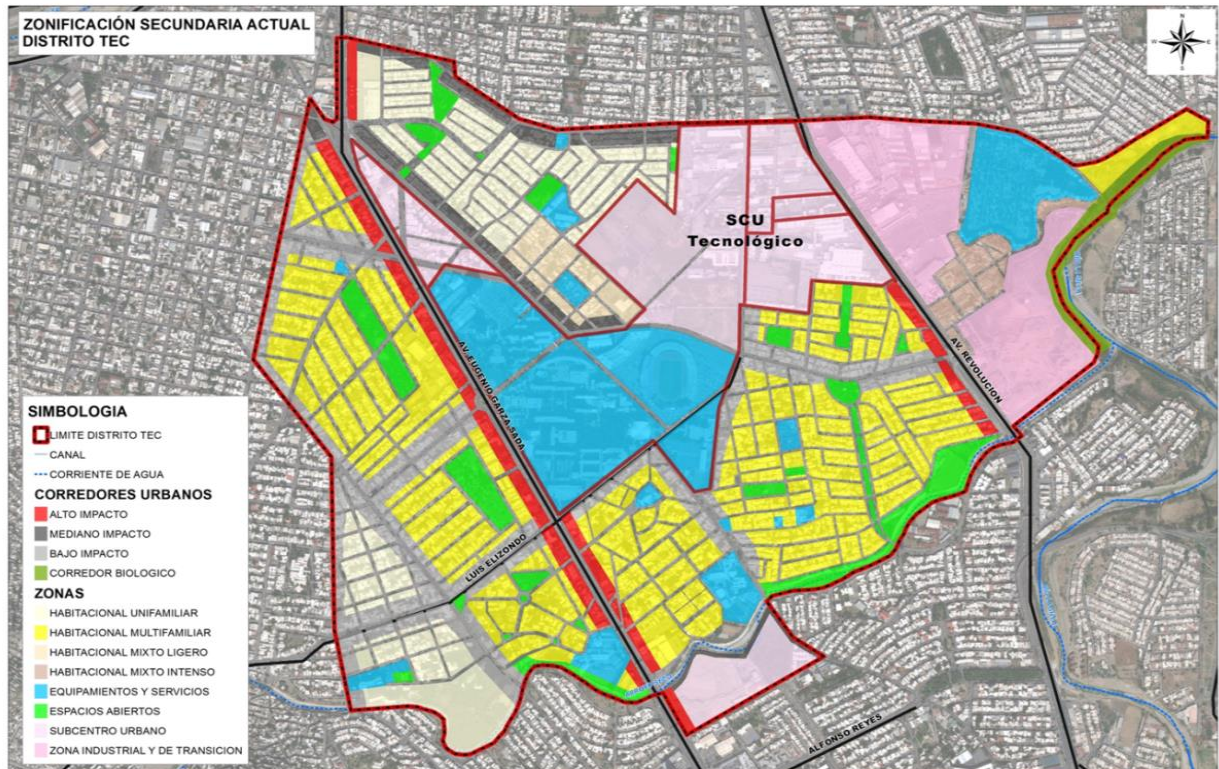 ZONIFICACIÓN SECUNDARIA ACTUAL
DISTRITO TEC
N
W E
S
SCU
Tecnológico
AV. EUGENIO GARZA SADA
AV. REVOLUCION
LUIS ELIZONDO
ALFONSO REYES
SIMBOLOGIA
LIMITE DISTRITO TEC
CANAL
CORRIENTE DE AGUA
CORREDORES URBANOS
ALTO IMPACTO
MEDIANO IMPACTO
BAJO IMPACTO
CORREDOR BIOLOGICO
ZONAS
HABITACIONAL UNIFAMILIAR
HABITACIONAL MULTIFAMILIAR
HABITACIONAL MIXTO LIGERO
HABITACIONAL MIXTO INTENSO
EQUIPAMIENTOS Y SERVICIOS
ESPACIOS ABIERTOS
SUBCENTRO URBANO
ZONA INDUSTRIAL Y DE TRANSICION